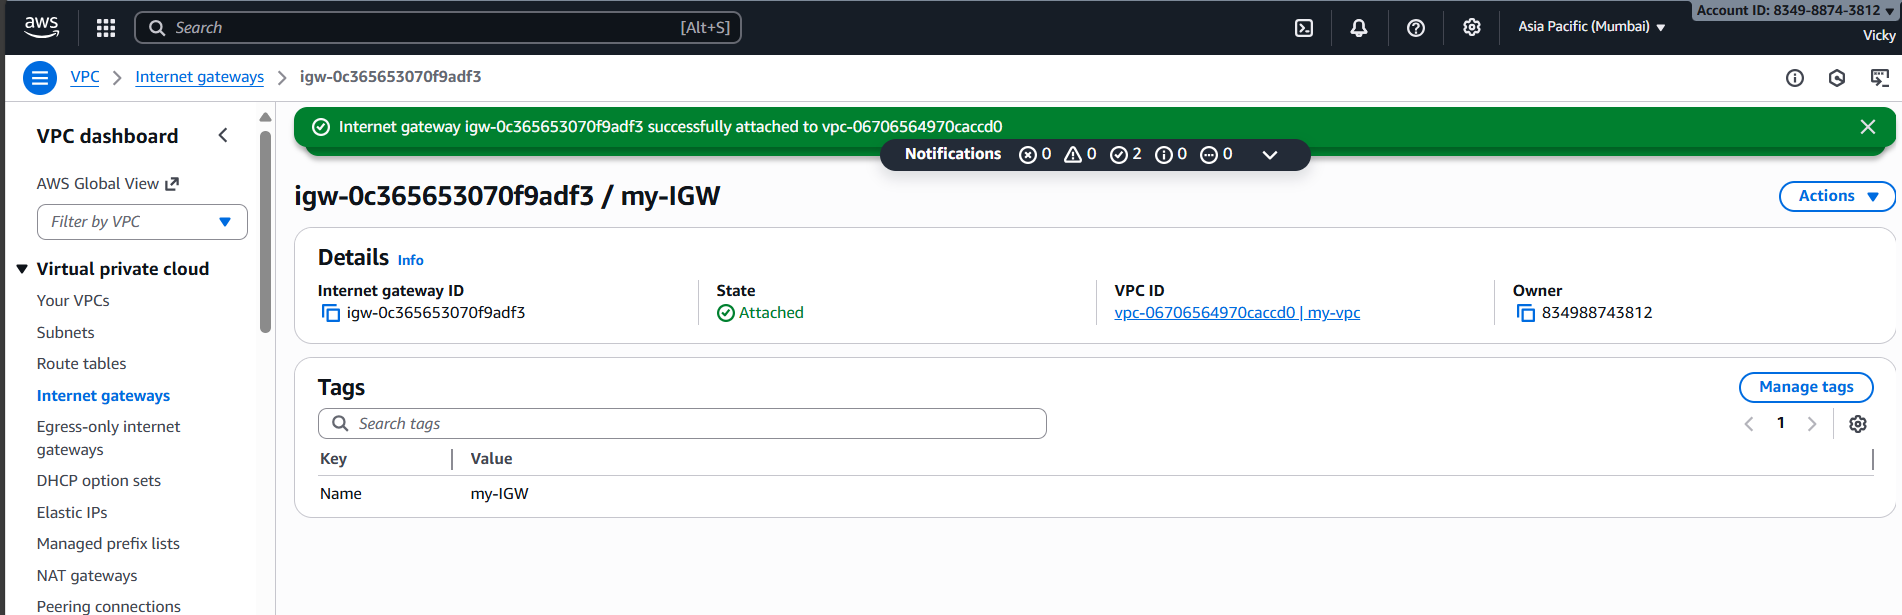 aws
Search [Alt+S]
Asia Pacific (Mumbai)
Account ID: 8349-8874-3812
Vicky
VPC Internet gateways igw-0c365653070f9adf3
VPC dashboard
AWS Global View
Filter by VPC
Virtual private cloud
Your VPCs
Subnets
Route tables
Internet gateways
Egress-only internet
gateways
DHCP option sets
Elastic IPs
Managed prefix lists
NAT gateways
Peering connections
Internet gateway igw-0c365653070f9adf3 successfully attached to vpc-06706564970caccd0
Notifications 0 0 2 0 0
igw-0c365653070f9adf3 / my-IGW
Actions
Details Info
Internet gateway ID
igw-0c365653070f9adf3
State
Attached
VPC ID
vpc-06706564970caccd0 | my-vpc
Owner
834988743812
Tags
Manage tags
Search tags
1
Key Value
Name my-IGW